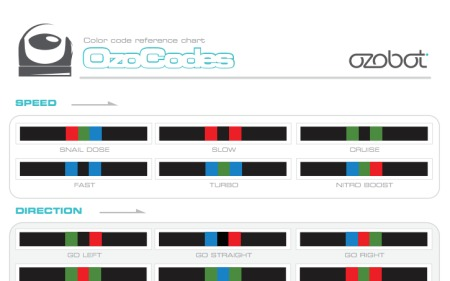 Color code reference chart
OzoCodes
ozobot
SPEED
SNAIL DOSE
SLOW
CRUISE
FAST
TURBO
NITRO BOOST
DIRECTION
GO LEFT
GO STRAIGHT
GO RIGHT